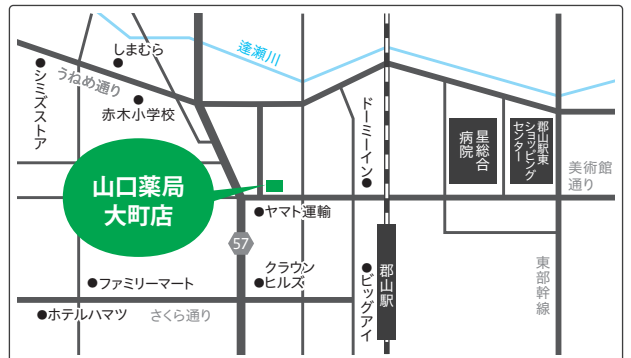 しまむら
うねめ通り
シミズストア
赤木小学校
逢瀬川
ドーミーイン
星総合
病院
郡山駅東
ショッピング
センター
美術館
通り
山口薬局
大町店
ヤマト運輸
57
クラウン
ヒルズ
ファミリーマート
ホテルハマツ
さくら通り
ビッグアイ
郡山駅
東部幹線